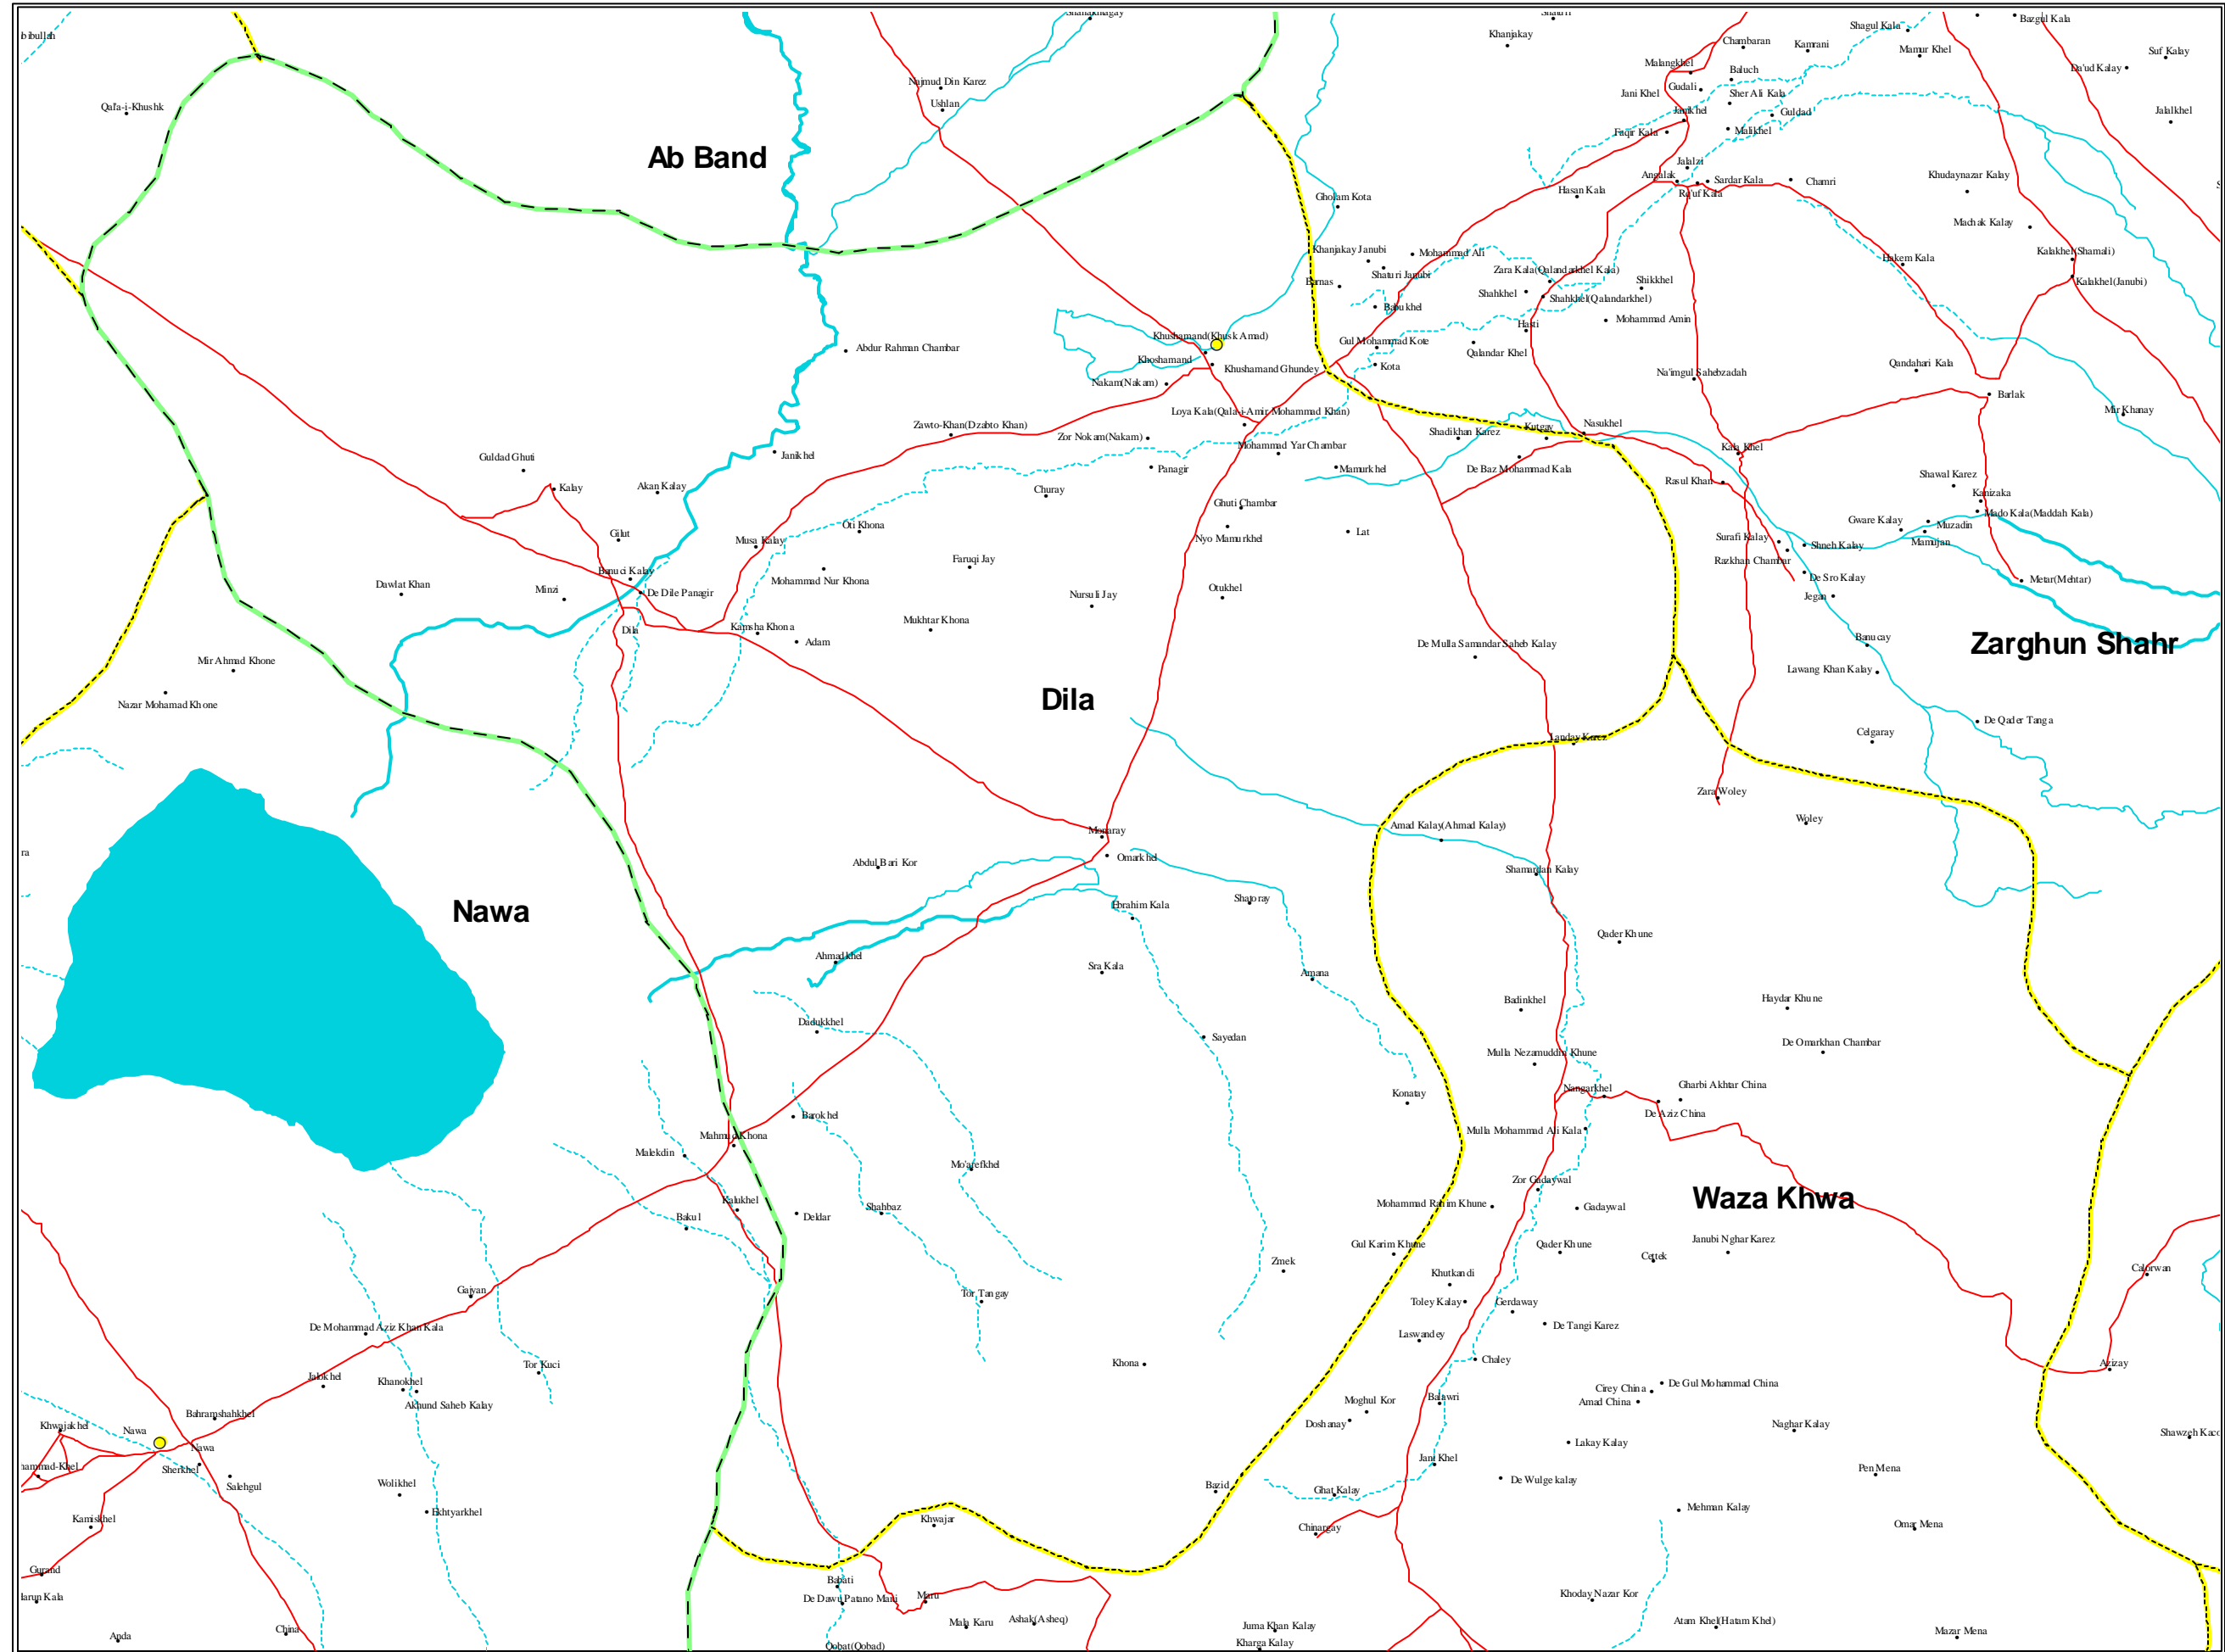 Shaturi
Bazgul Kala
Shagul Kala
Khanjakay
Chambaran
Kamrani
Mamur Khel
Suf Kalay
Malangkhel
Baluch
Da'ud Kalay
Najmud Din Karez
Gudali
Jani Khel
Sher Ali Kala
Ushlan
Qal'a-i-Khushk
Janikhel
Guldad
Jalalkhel
Faqir Kala
Malikhel
Ab Band
Jalalzi
Angalak
Sardar Kala
Chamri
Khudaynazar Kalay
Hasan Kala
Ra'uf Kala
Gholam Kota
Machak Kalay
Khanjakay Janubi
Mohammad Ali
Kalakhel(Shamali)
Hakem Kala
Shaturi Janubi
Zara Kala(Qalandarkhel Kala)
Barnas
Shikkhel
Kalakhel(Janubi)
Shahkhel
Shahkhel(Qalandarkhel)
Babukhel
Mohammad Amin
Hasti
Khushamand(Khusk Amad)
Gul Mohammad Kote
Abdur Rahman Chambar
Qalandar Khel
Khoshamand
Khushamand Ghundey
Kota
Qandahari Kala
Na'imgul Sahebzadah
Nakam(Nakam)
Barlak
Loya Kala(Qala-i-Amir Mohammad Khan)
Mir Khanay
Zawto-Khan(Dzabto Khan)
Zor Nokam(Nakam)
Shadikhan Karez
Kutgay
Nasukhel
Mohammad Yar Chambar
Kala Khel
Guldad Ghuti
Janikhel
Panagir
Mamurkhel
De Baz Mohammad Kala
Shawal Karez
Rasul Khan
Kalay
Akan Kalay
Churay
Kanizaka
Ghuti Chambar
Mado Kala(Maddah Kala)
Gware Kalay
Muzadin
Gilut
Oti Khona
Lat
Musa Kalay
Nyo Mamurkhel
Surafi Kalay
Shneh Kalay
Mamujan
Faruqi Jay
Razkhan Chambar
Banuci Kalay
Mohammad Nur Khona
De Sro Kalay
Metar(Mehtar)
Dawlat Khan
Minzi
De Dile Panagir
Nursuli Jay
Otukhel
Jegan
Dila
Kamsha Khona
Mukhtar Khona
Adam
Banucay
Zarghun Shahr
De Mulla Samandar Saheb Kalay
Mir Ahmad Khone
Lawang Khan Kalay
Dila
Nazar Mohamad Khone
De Qader Tanga
Celgaray
Landay Karez
Zara Woley
Woley
Monaray
Amad Kalay(Ahmad Kalay)
Omarkhel
Abdul Bari Kor
Shamardan Kalay
Nawa
Ebrahim Kala
Shatoray
Qader Khune
Ahmadkhel
Sra Kala
Amana
Badinkhel
Haydar Khune
Dadukkhel
Sayedan
De Omarkhan Chambar
Mulla Nezamuddin Khune
Konatay
Nangarkhel
Gharbi Akhtar China
De Aziz China
Barokhel
Mulla Mohammad Ali Kala
Mahmud Khona
Malekdin
Mo'arefkhel
Zor Gadaywal
Waza Khwa
Kalukhel
Shahbaz
Mohammad Rahim Khune
Gadaywal
Bakul
Deldar
Gul Karim Khune
Qader Khune
Janubi Nghar Karez
Certek
Zmek
Khutkandi
Calorwan
Gajyan
Tor Tangay
Toley Kalay
Gerdaway
De Mohammad Aziz Khan Kala
De Tangi Karez
Laswandey
Tor Kuci
Khona
Chaley
Azizay
Jalokhel
Khanokhel
Cirey China
De Gul Mohammad China
Akhund Saheb Kalay
Moghul Kor
Balawri
Amad China
Bahramshahkhel
Doshanay
Naghar Kalay
Khwajakhel
Nawa
Nawa
Lakay Kalay
Shawzeh Kaco
Sherkhel
Jani Khel
Pen Mena
Salehgul
Wolikhel
Bazid
Ghat Kalay
De Wulge kalay
Ekhtyarkhel
Mehman Kalay
Kamiskhel
Khwajar
Chinargay
Omar Mena
Gurand
Babati
Khoday Nazar Kor
De Dawu Patano Mani
Maru
Mala Karu
Ashak(Asheq)
Juma Khan Kalay
Atam Khel(Hatam Khel)
Anda
China
Mazar Mena
Qobat(Qobad)
Kharga Kalay